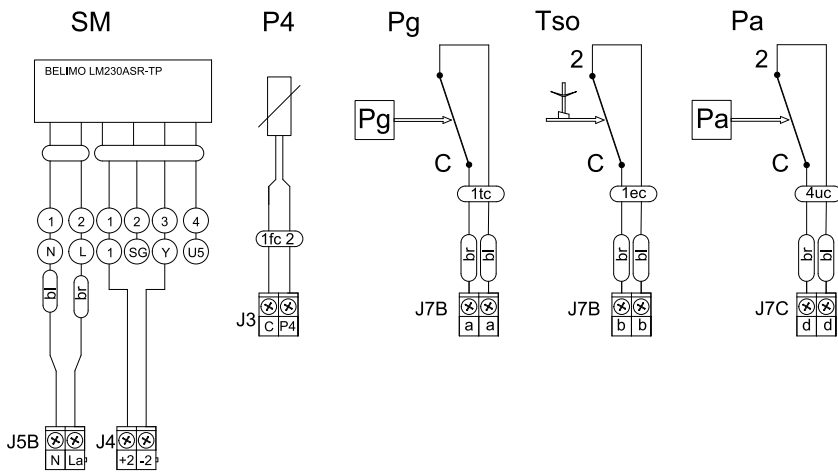 SM P4 Pg Tso Pa
BELIMO LM230ASR-TP
2 2
Pg Pa
C C C
1tc 1ec 4uc
1 2 1 2 3 4
N L 1 SG Y U5
1fc 2
br bl br bl br bl
bl br
J3 C P4
J7B a a
J7B b b
J7C d d
J5B N La
J4 +2 -2